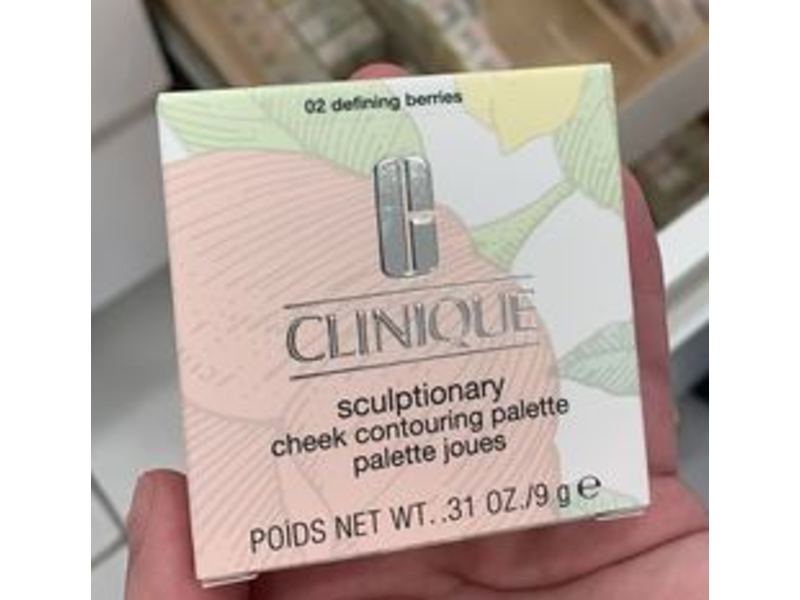 02 defining berries
CLINIQUE
sculptionary
cheek contouring palette
palette joues
POIDS NET WT. .31 OZ./9 g ℮